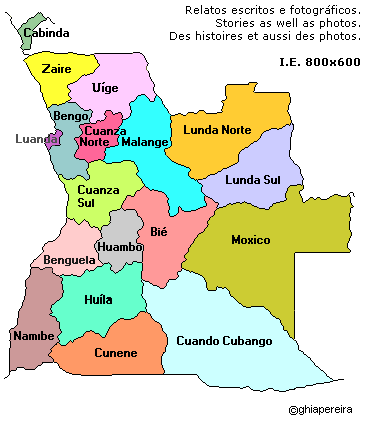 Relatos escritos e fotográficos.
Stories as well as photos.
Des histoires et aussi des photos.
I.E. 800x600
Cabinda
Zaire
Uíge
Bengo
Luanda
Cuanza
Norte
Malange
Lunda Norte
Lunda Sul
Cuanza
Sul
Bié
Moxico
Huambo
Benguela
Huíla
Namibe
Cunene
Cuando Cubango
©ghiapereira